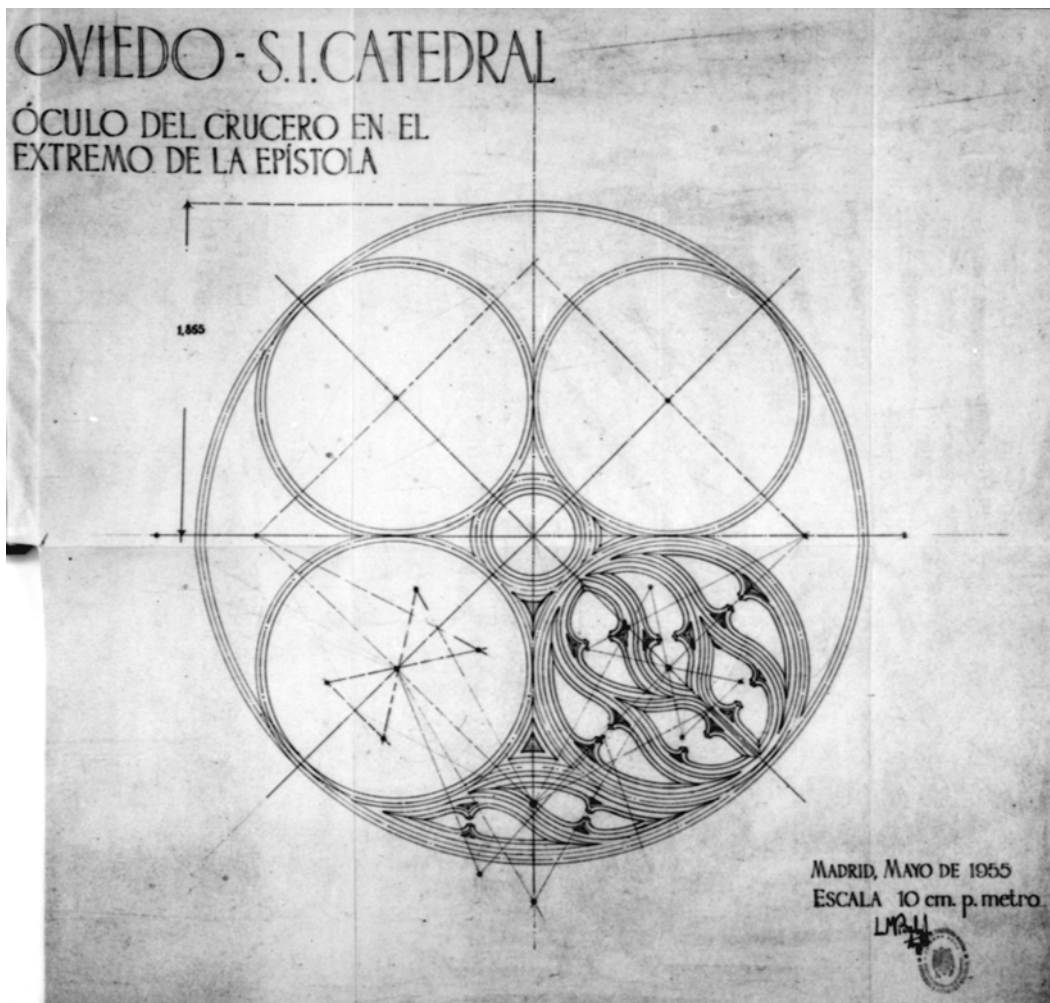 OVIEDO - S.I. CATEDRAL
ÓCULO DEL CRUCERO EN EL
EXTREMO DE LA EPÍSTOLA
1,865
MADRID, MAYO DE 1955
ESCALA 10 cm. p. metro